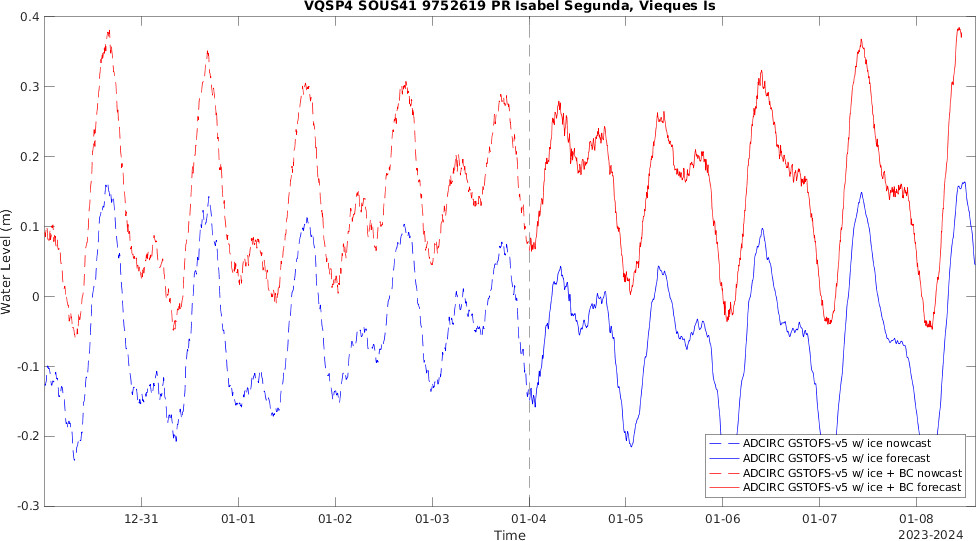 VQSP4 SOUS41 9752619 PR Isabel Segunda, Vieques Is
0.4
0.3
0.2
0.1
0
-0.1
-0.2
-0.3
Water Level (m)
ADCIRC GSTOFS-v5 w/ ice nowcast
ADCIRC GSTOFS-v5 w/ ice forecast
ADCIRC GSTOFS-v5 w/ ice + BC nowcast
ADCIRC GSTOFS-v5 w/ ice + BC forecast
12-31 01-01 01-02 01-03 01-04 01-05 01-06 01-07 01-08
Time
2023-2024